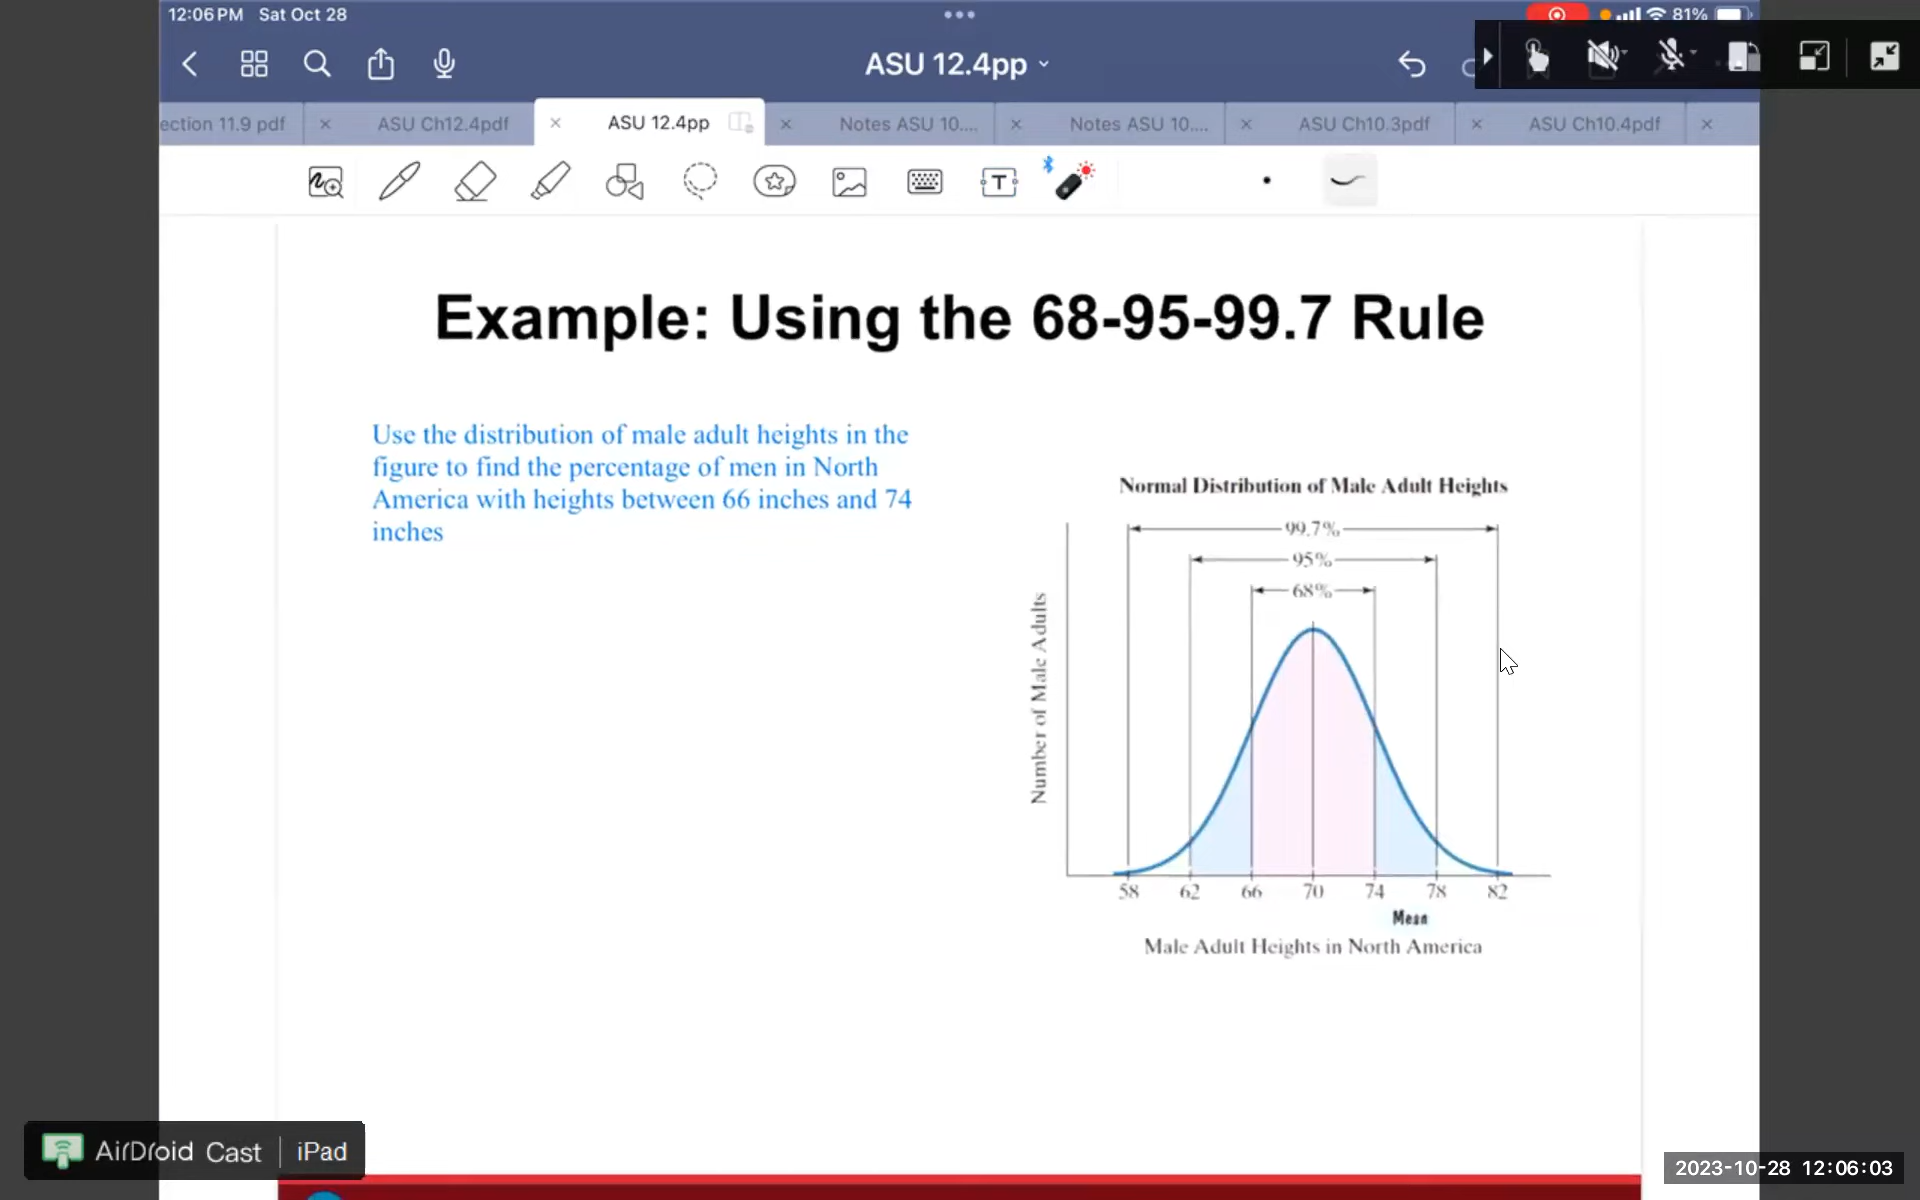 12:06 PM Sat Oct 28
81%
ASU 12.4pp
ection 11.9 pdf
ASU Ch12.4pdf
ASU 12.4pp
Notes ASU 10....
Notes ASU 10....
ASU Ch10.3pdf
ASU Ch10.4pdf
T
Example: Using the 68-95-99.7 Rule
Use the distribution of male adult heights in the
figure to find the percentage of men in North
America with heights between 66 inches and 74
inches
Normal Distribution of Male Adult Heights
99.7%
95%
68%
Number of Male Adults
58 62 66 70 74 78 82
Mean
Male Adult Heights in North America
AirDroid Cast iPad
2023-10-28 12:06:03